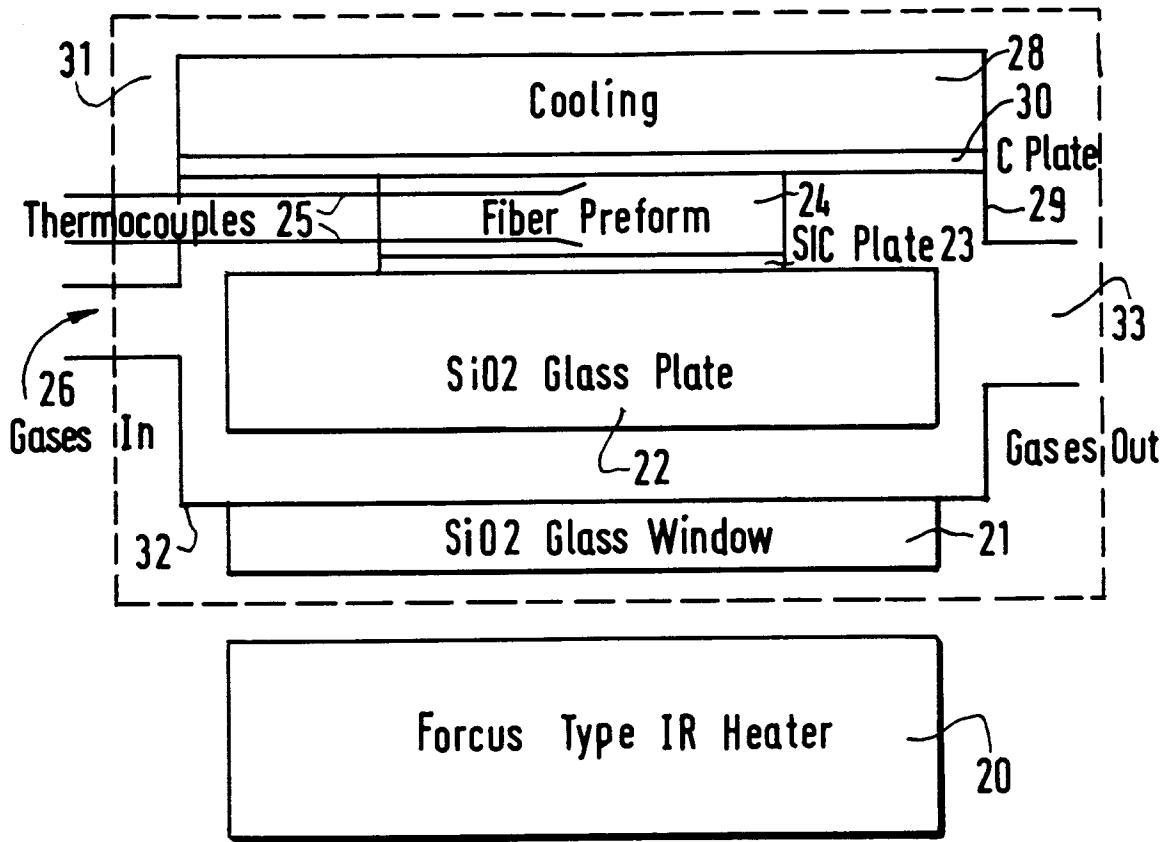 31
28
Cooling
30
C Plate
Thermocouples 25
Fiber Preform
24
29
SIC Plate 23
33
26
Gases In
SiO2 Glass Plate
22
Gases Out
32
SiO2 Glass Window
21
Forcus Type IR Heater
20